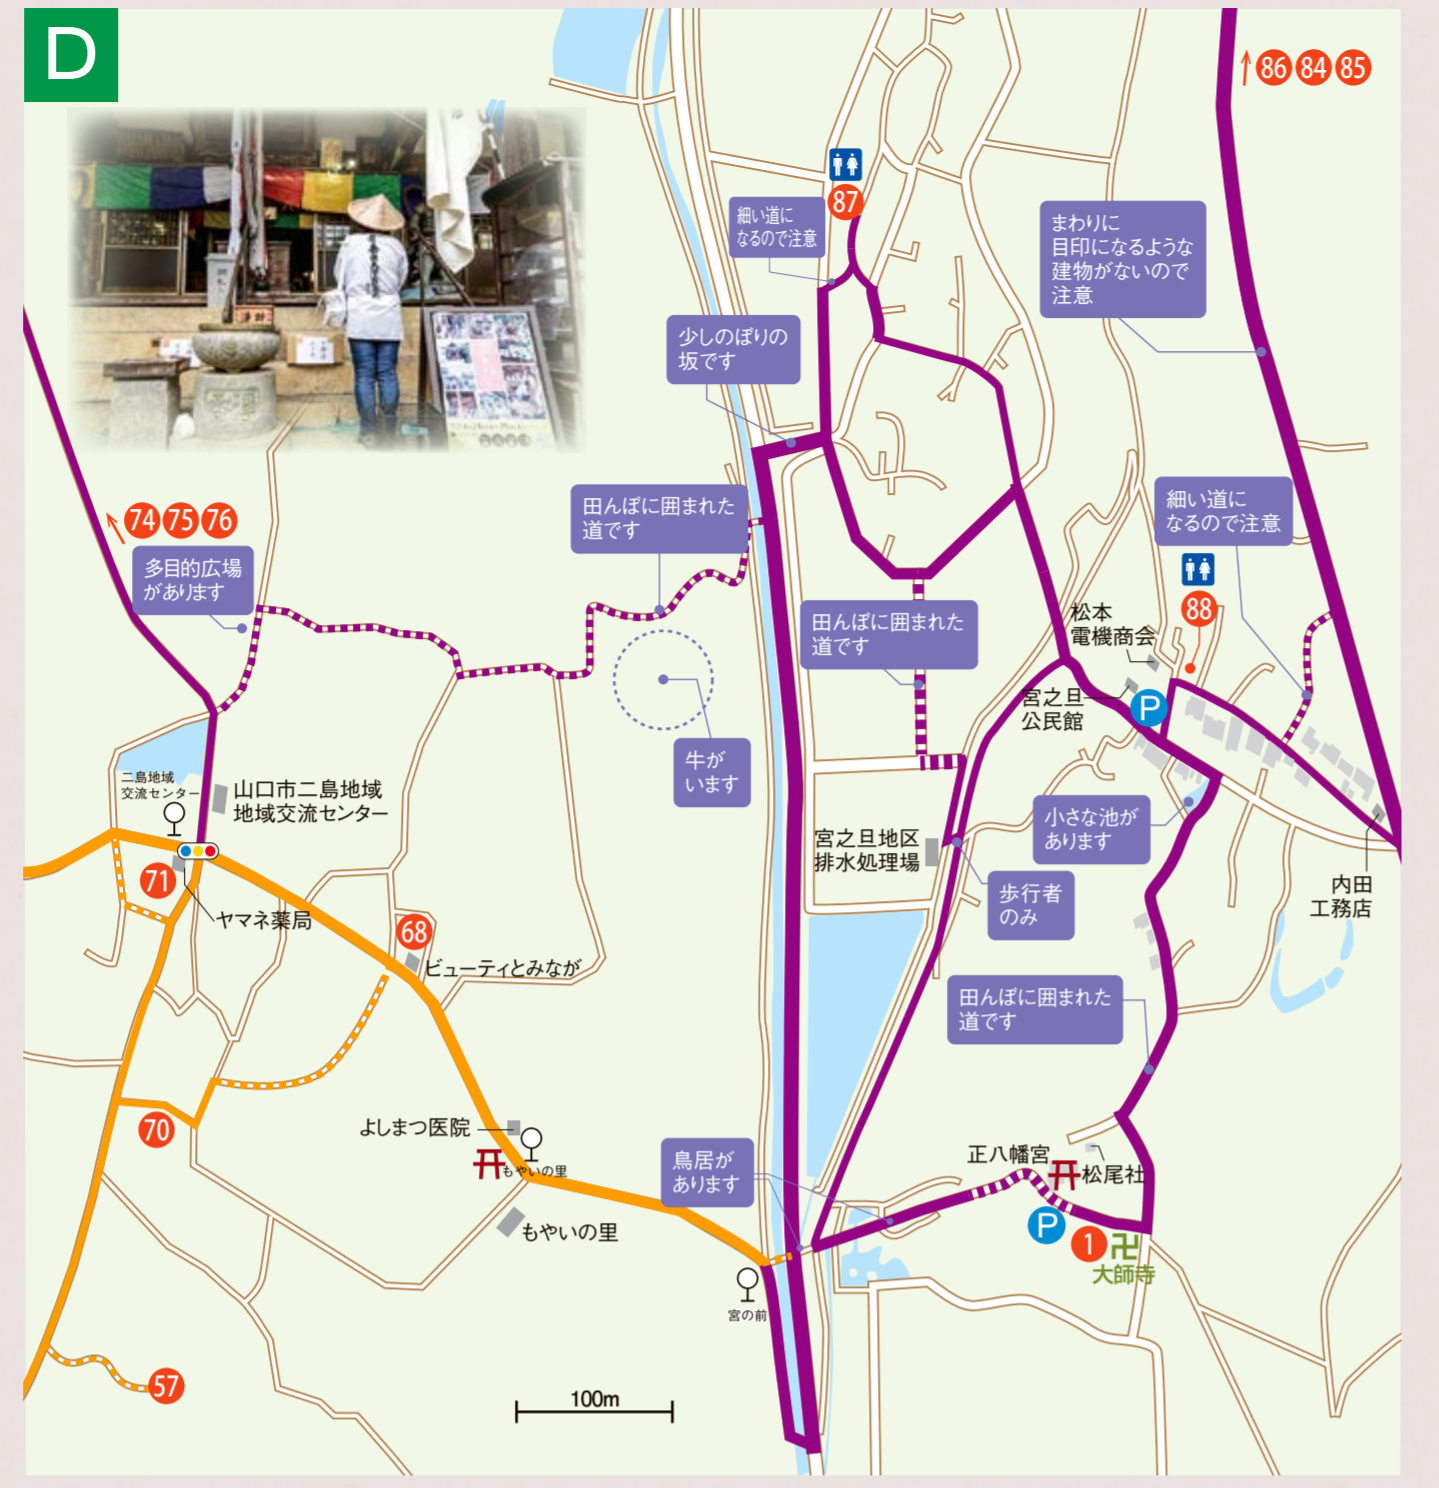 D
86 84 85
87
細い道に
なるので注意
まわりに
目印になるような
建物がないので
注意
少しのぼりの
坂です
74 75 76
多目的広場
があります
田んぼに囲まれた
道です
細い道に
なるので注意
88
松本
電機商会
田んぼに囲まれた
道です
宮之旦
公民館
P
牛が
います
二島地域
交流センター
山口市二島地域
地域交流センター
小さな池が
あります
宮之旦地区
排水処理場
71
ヤマネ薬局
歩行者
のみ
内田
工務店
68
ビューティとみなが
田んぼに囲まれた
道です
70
よしまつ医院
もやいの里
もやいの里
鳥居が
あります
正八幡宮
松尾社
P
1
大師寺
宮の前
57
100m